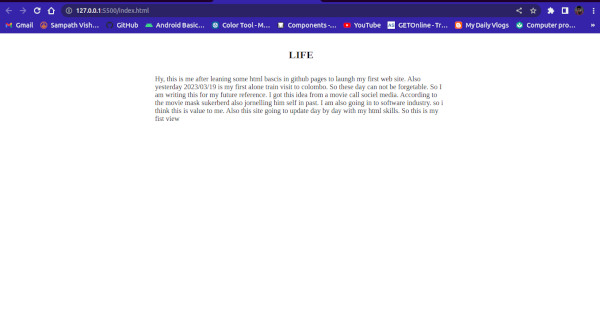 127.0.0.1:5500/index.html
Gmail
Sampath Vish...
GitHub
Android Basic...
Color Tool - M...
Components -...
YouTube
GETOnline - Tr...
My Daily Vlogs
Computer pro...
LIFE
Hy, this is me after leaning some html bascis in github pages to laungh my first web site. Also
yesterday 2023/03/19 is my first alone train visit to colombo. So these day can not be forgetable. So I
am writing this for my future reference. I got this idea from a movie call sociel media. According to
the movie mask sukerberd also jornelling him self in past. I am also going in to software industry. so i
think this is value to me. Also this site going to update day by day with my html skills. So this is my
fist view